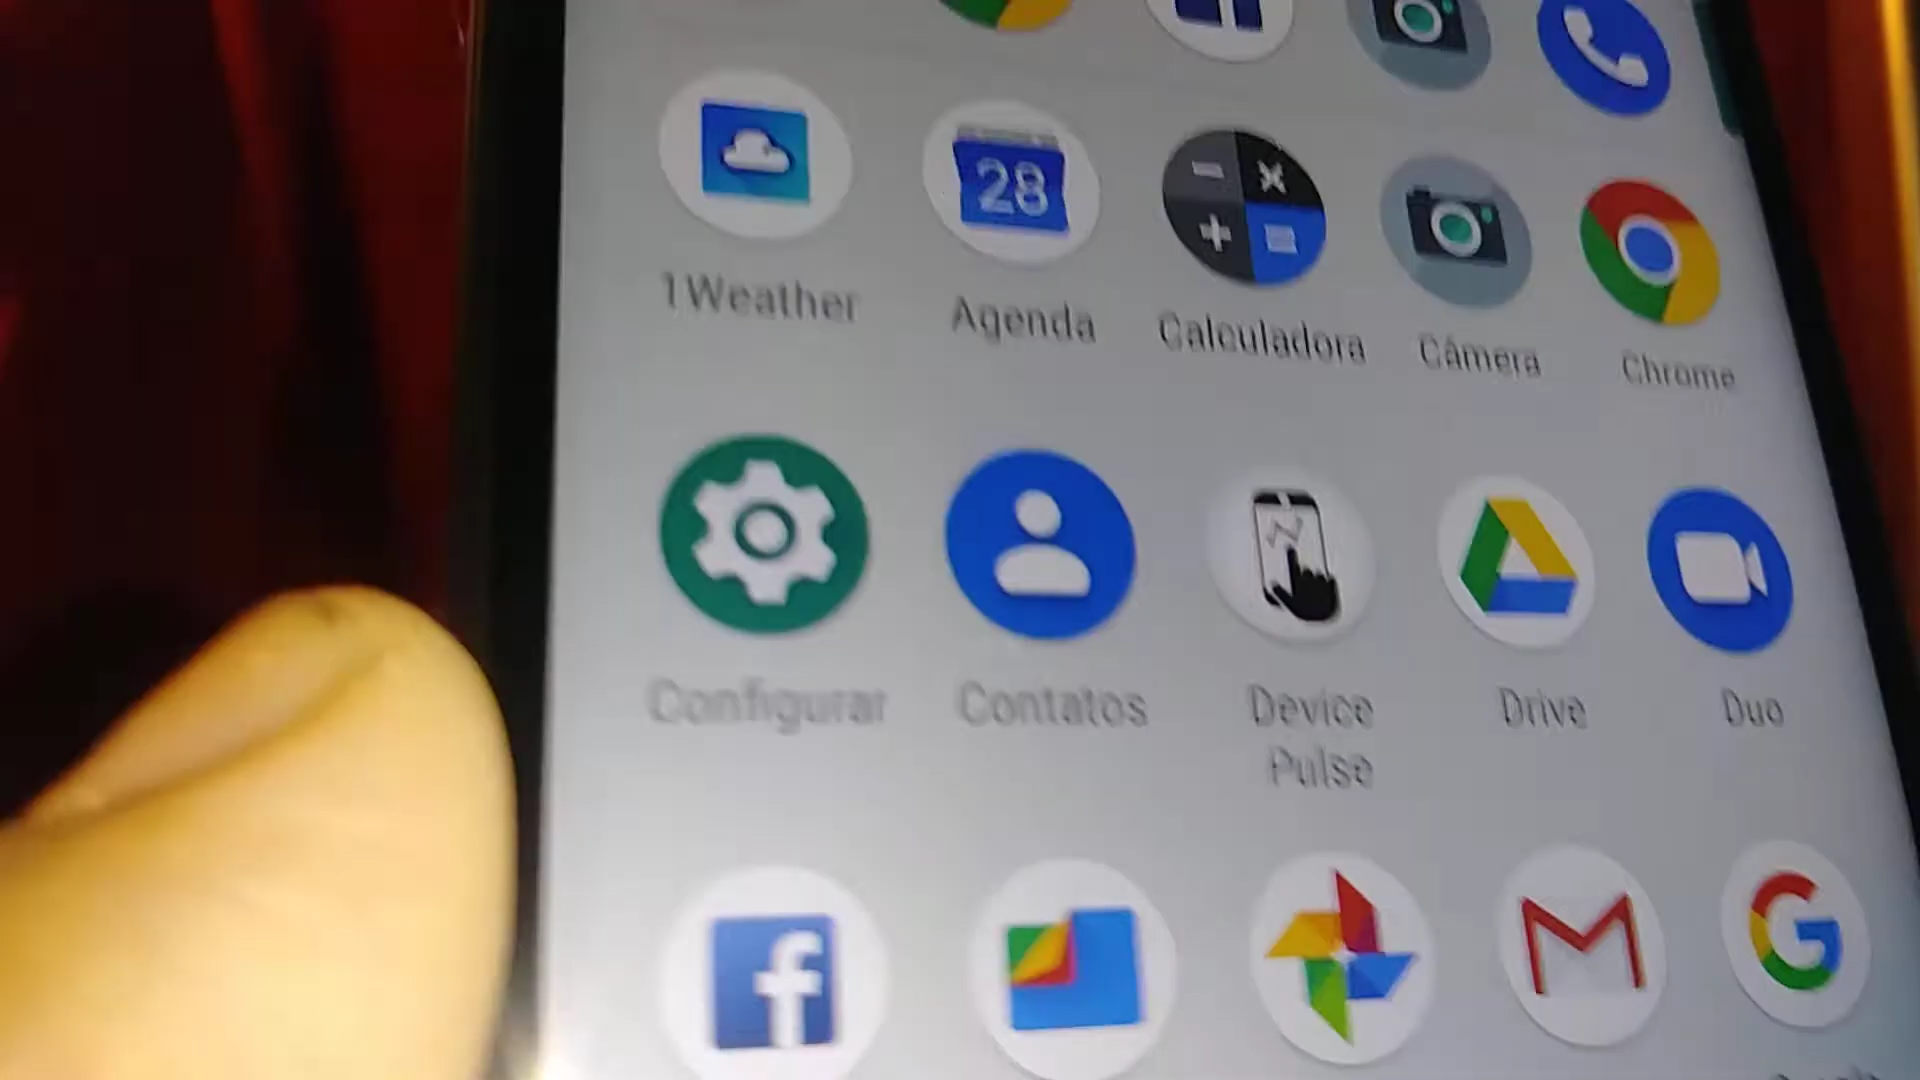 28
1Weather
Agenda
Calculadora
Câmera
Chrome
Configurar
Contatos
Device
Pulse
Drive
Duo